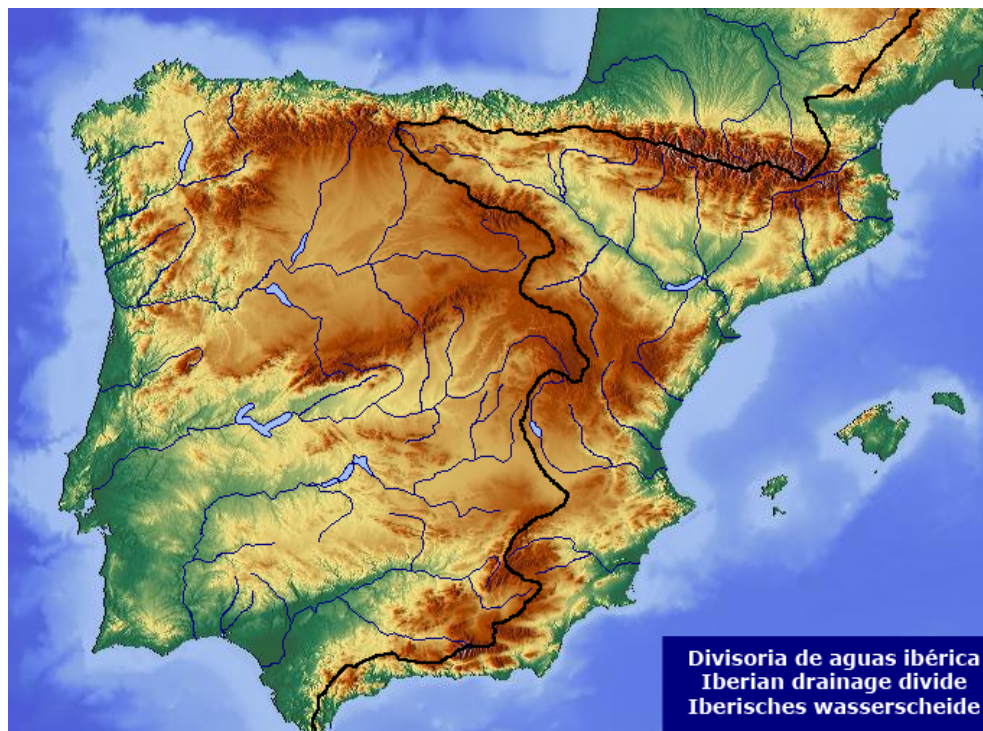 Divisoria de aguas ibérica
Iberian drainage divide
Iberisches wasserscheide